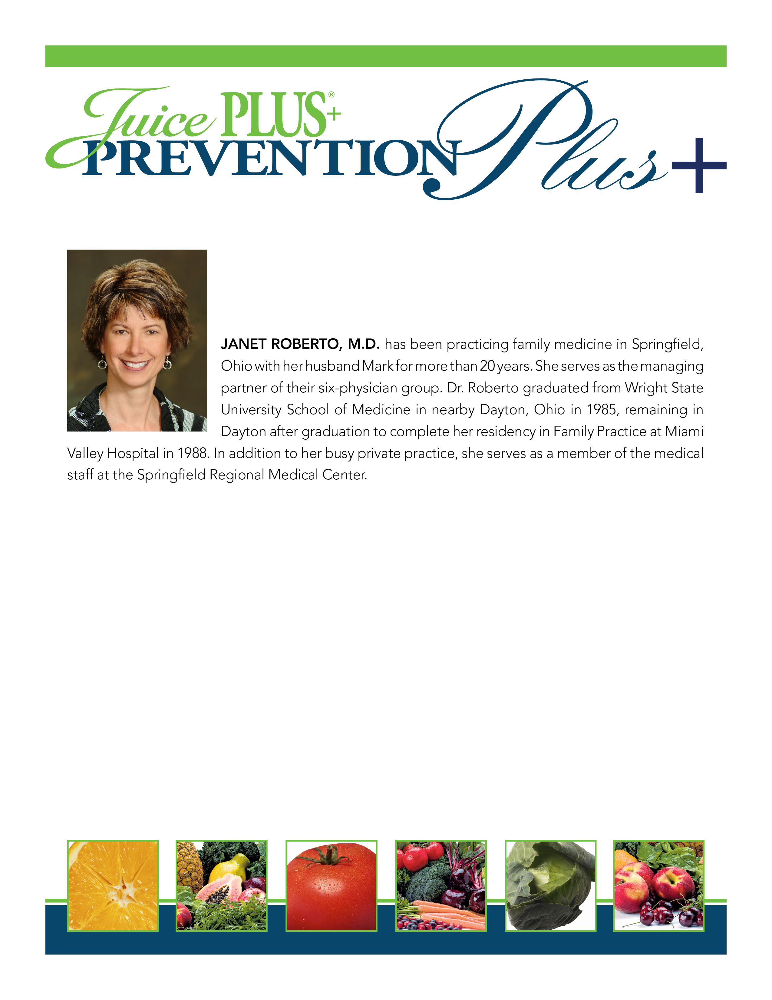 Juice PLUS+®
PREVENTION Plus+
JANET ROBERTO, M.D. has been practicing family medicine in Springfield,
Ohio with her husband Mark for more than 20 years. She serves as the managing
partner of their six-physician group. Dr. Roberto graduated from Wright State
University School of Medicine in nearby Dayton, Ohio in 1985, remaining in
Dayton after graduation to complete her residency in Family Practice at Miami
Valley Hospital in 1988. In addition to her busy private practice, she serves as a member of the medical
staff at the Springfield Regional Medical Center.